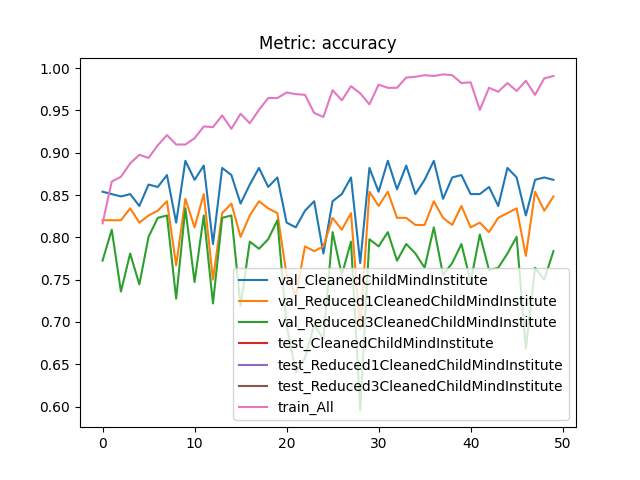 Metric: accuracy
1.00
0.95
0.90
0.85
0.80
0.75
0.70
0.65
0.60
val_CleanedChildMindInstitute
val_Reduced1CleanedChildMindInstitute
val_Reduced3CleanedChildMindInstitute
test_CleanedChildMindInstitute
test_Reduced1CleanedChildMindInstitute
test_Reduced3CleanedChildMindInstitute
train_All
0 10 20 30 40 50